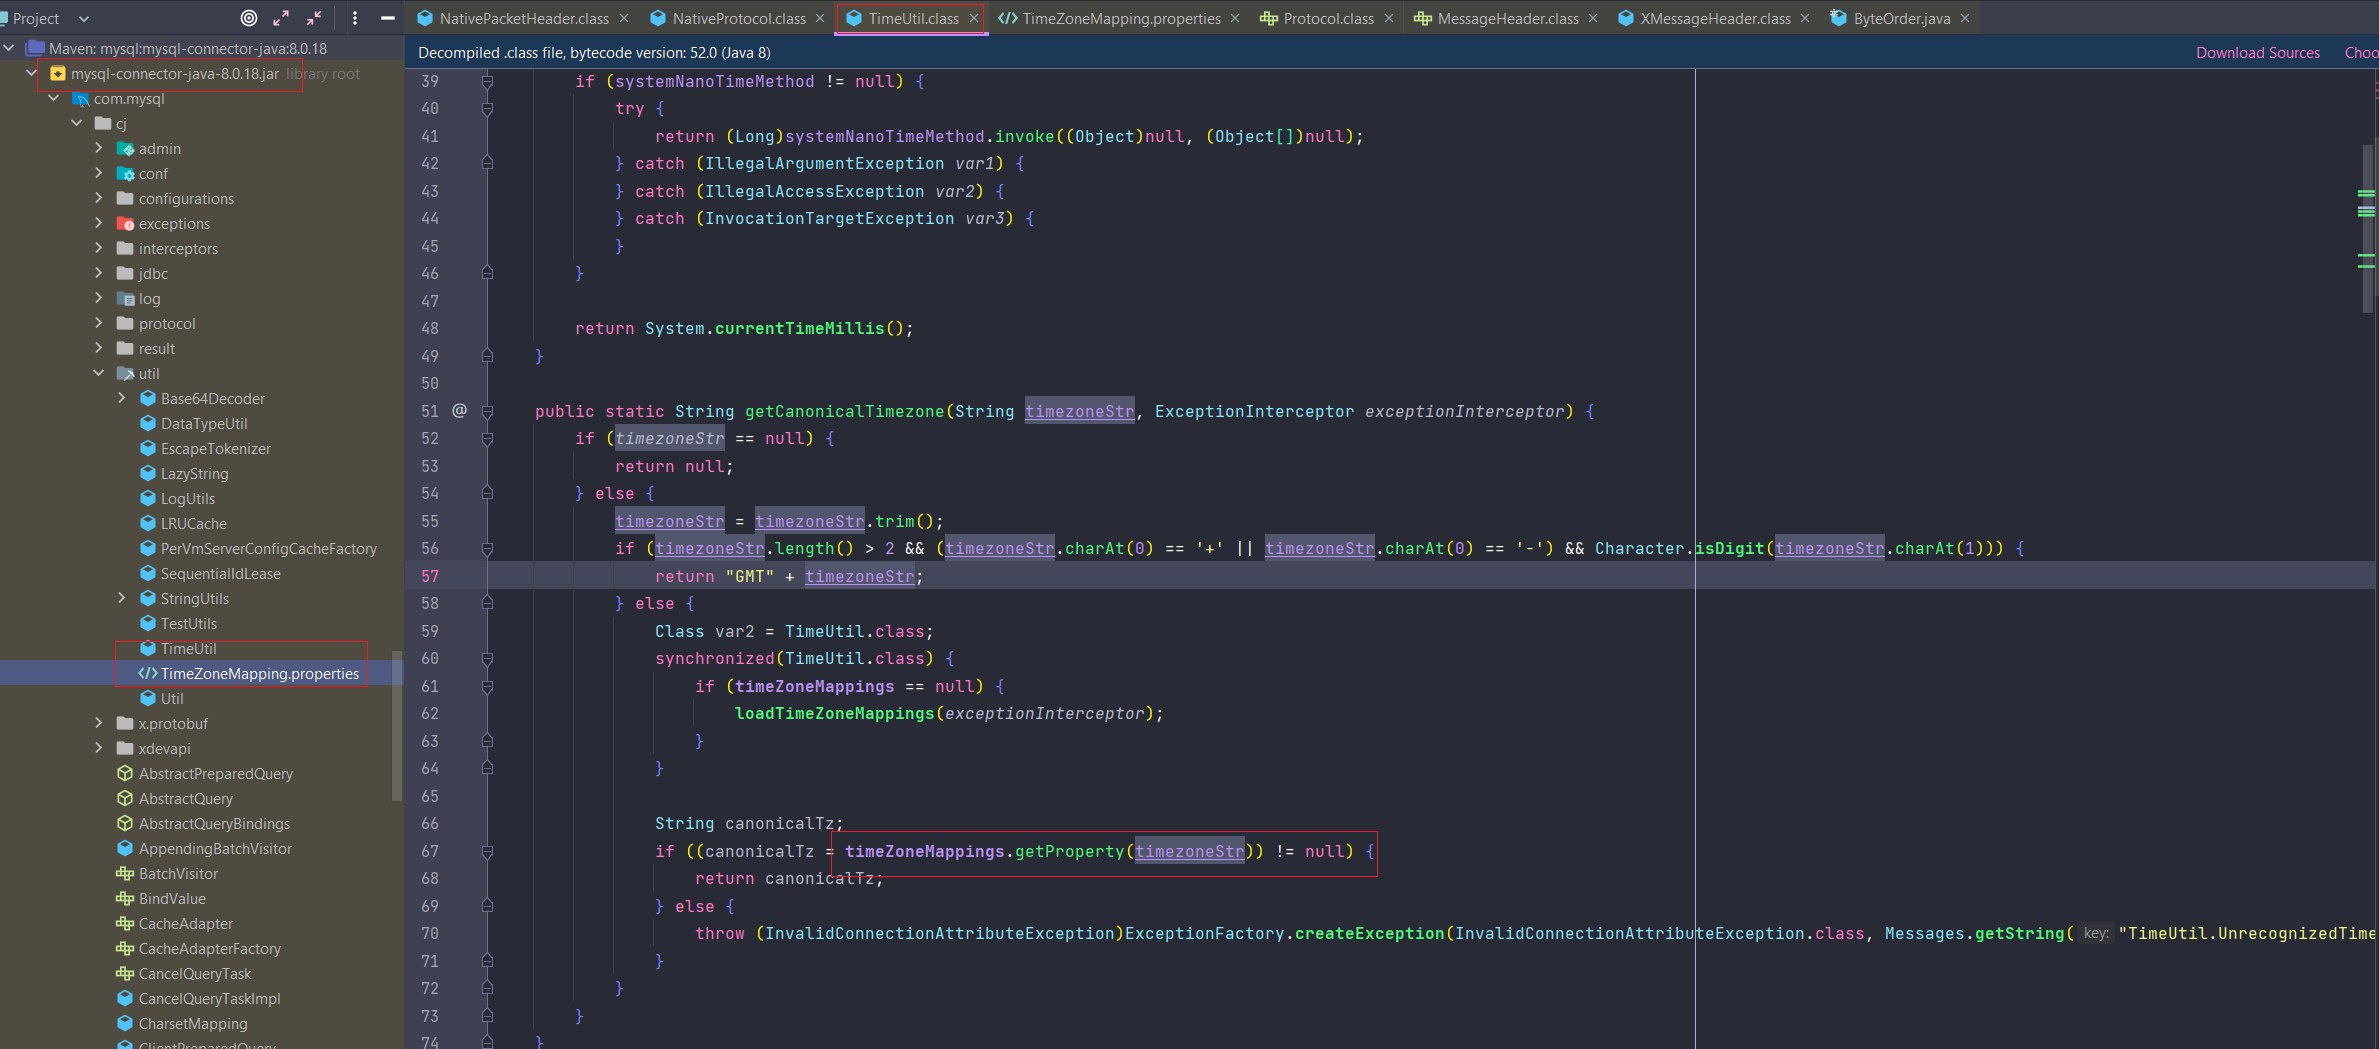 Project
NativePacketHeader.class
NativeProtocol.class
TimeUtil.class
TimeZoneMapping.properties
Protocol.class
MessageHeader.class
XMessageHeader.class
ByteOrder.java
Maven: mysql:mysql-connector-java:8.0.18
mysql-connector-java-8.0.18.jar library root
com.mysql
cj
admin
conf
configurations
exceptions
interceptors
jdbc
log
protocol
result
util
Base64Decoder
DataTypeUtil
EscapeTokenizer
LazyString
LogUtils
LRUCache
PerVmServerConfigCacheFactory
SequentialIdLease
StringUtils
TestUtils
TimeUtil
TimeZoneMapping.properties
Util
x.protobuf
xdevapi
AbstractPreparedQuery
AbstractQuery
AbstractQueryBindings
AppendingBatchVisitor
BatchVisitor
BindValue
CacheAdapter
CacheAdapterFactory
CancelQueryTask
CancelQueryTaskImpl
CharsetMapping
ClientPreparedQuery
Decompiled .class file, bytecode version: 52.0 (Java 8)
Download Sources
Choo
39 if (systemNanoTimeMethod != null) {
40 try {
41 return (Long)systemNanoTimeMethod.invoke((Object)null, (Object[])null);
42 } catch (IllegalArgumentException var1) {
43 } catch (IllegalAccessException var2) {
44 } catch (InvocationTargetException var3) {
45 }
46 }
47
48 return System.currentTimeMillis();
49 }
50
51 @ public static String getCanonicalTimezone(String timezoneStr, ExceptionInterceptor exceptionInterceptor) {
52 if (timezoneStr == null) {
53 return null;
54 } else {
55 timezoneStr = timezoneStr.trim();
56 if (timezoneStr.length() > 2 && (timezoneStr.charAt(0) == '+' || timezoneStr.charAt(0) == '-') && Character.isDigit(timezoneStr.charAt(1))) {
57 return "GMT" + timezoneStr;
58 } else {
59 Class var2 = TimeUtil.class;
60 synchronized(TimeUtil.class) {
61 if (timeZoneMappings == null) {
62 loadTimeZoneMappings(exceptionInterceptor);
63 }
64 }
65
66 String canonicalTz;
67 if ((canonicalTz = timeZoneMappings.getProperty(timezoneStr)) != null) {
68 return canonicalTz;
69 } else {
70 throw (InvalidConnectionAttributeException)ExceptionFactory.createException(InvalidConnectionAttributeException.class, Messages.getString( key: "TimeUtil.UnrecognizedTime
71 }
72 }
73 }
74 }